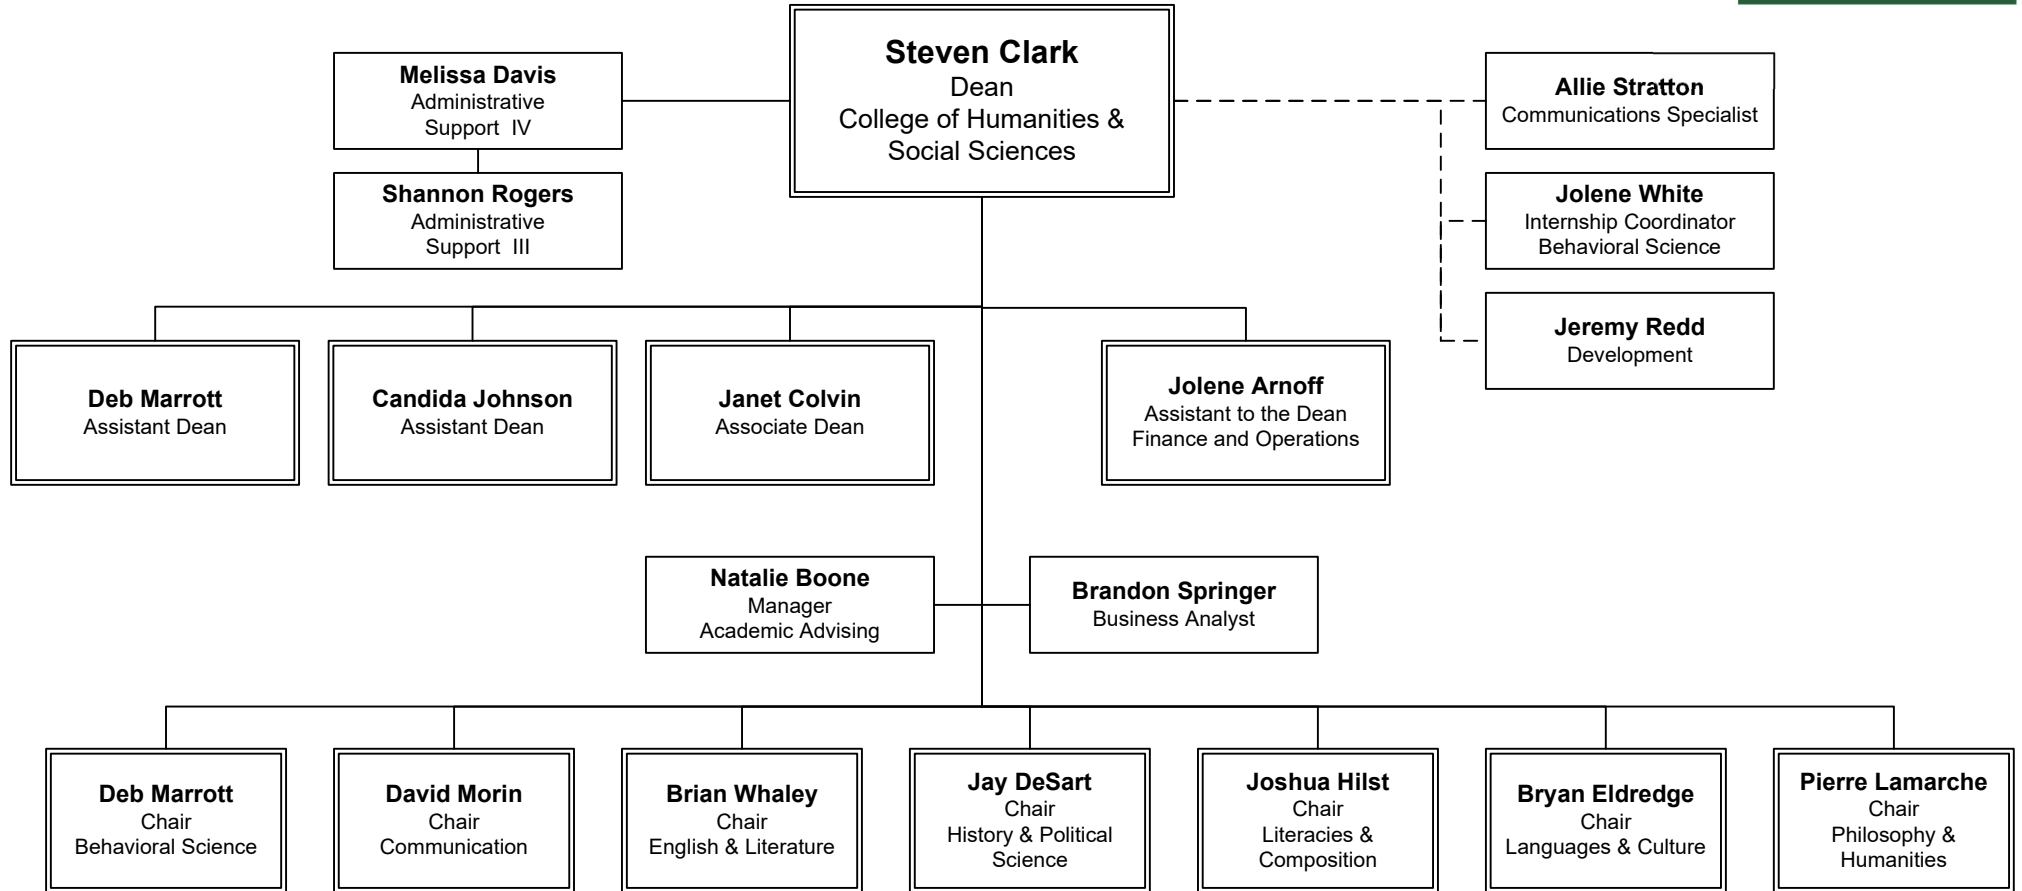 Steven Clark
Dean
College of Humanities &
Social Sciences
Melissa Davis
Administrative
Support IV
Shannon Rogers
Administrative
Support III
Allie Stratton
Communications Specialist
Jolene White
Internship Coordinator
Behavioral Science
Jeremy Redd
Development
Deb Marrott
Assistant Dean
Candida Johnson
Assistant Dean
Janet Colvin
Associate Dean
Jolene Arnoff
Assistant to the Dean
Finance and Operations
Natalie Boone
Manager
Academic Advising
Brandon Springer
Business Analyst
Deb Marrott
Chair
Behavioral Science
David Morin
Chair
Communication
Brian Whaley
Chair
English & Literature
Jay DeSart
Chair
History & Political
Science
Joshua Hilst
Chair
Literacies &
Composition
Bryan Eldredge
Chair
Languages & Culture
Pierre Lamarche
Chair
Philosophy &
Humanities